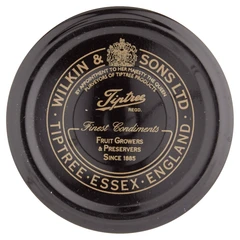 WILKIN & SONS LTD
BY APPOINTMENT TO HER MAJESTY THE QUEEN
PURVEYORS OF TIPTREE PRODUCTS
Tiptree
REGD.
Finest Condiments
FRUIT GROWERS
& PRESERVERS
SINCE 1885
TIPTREE · ESSEX · ENGLAND